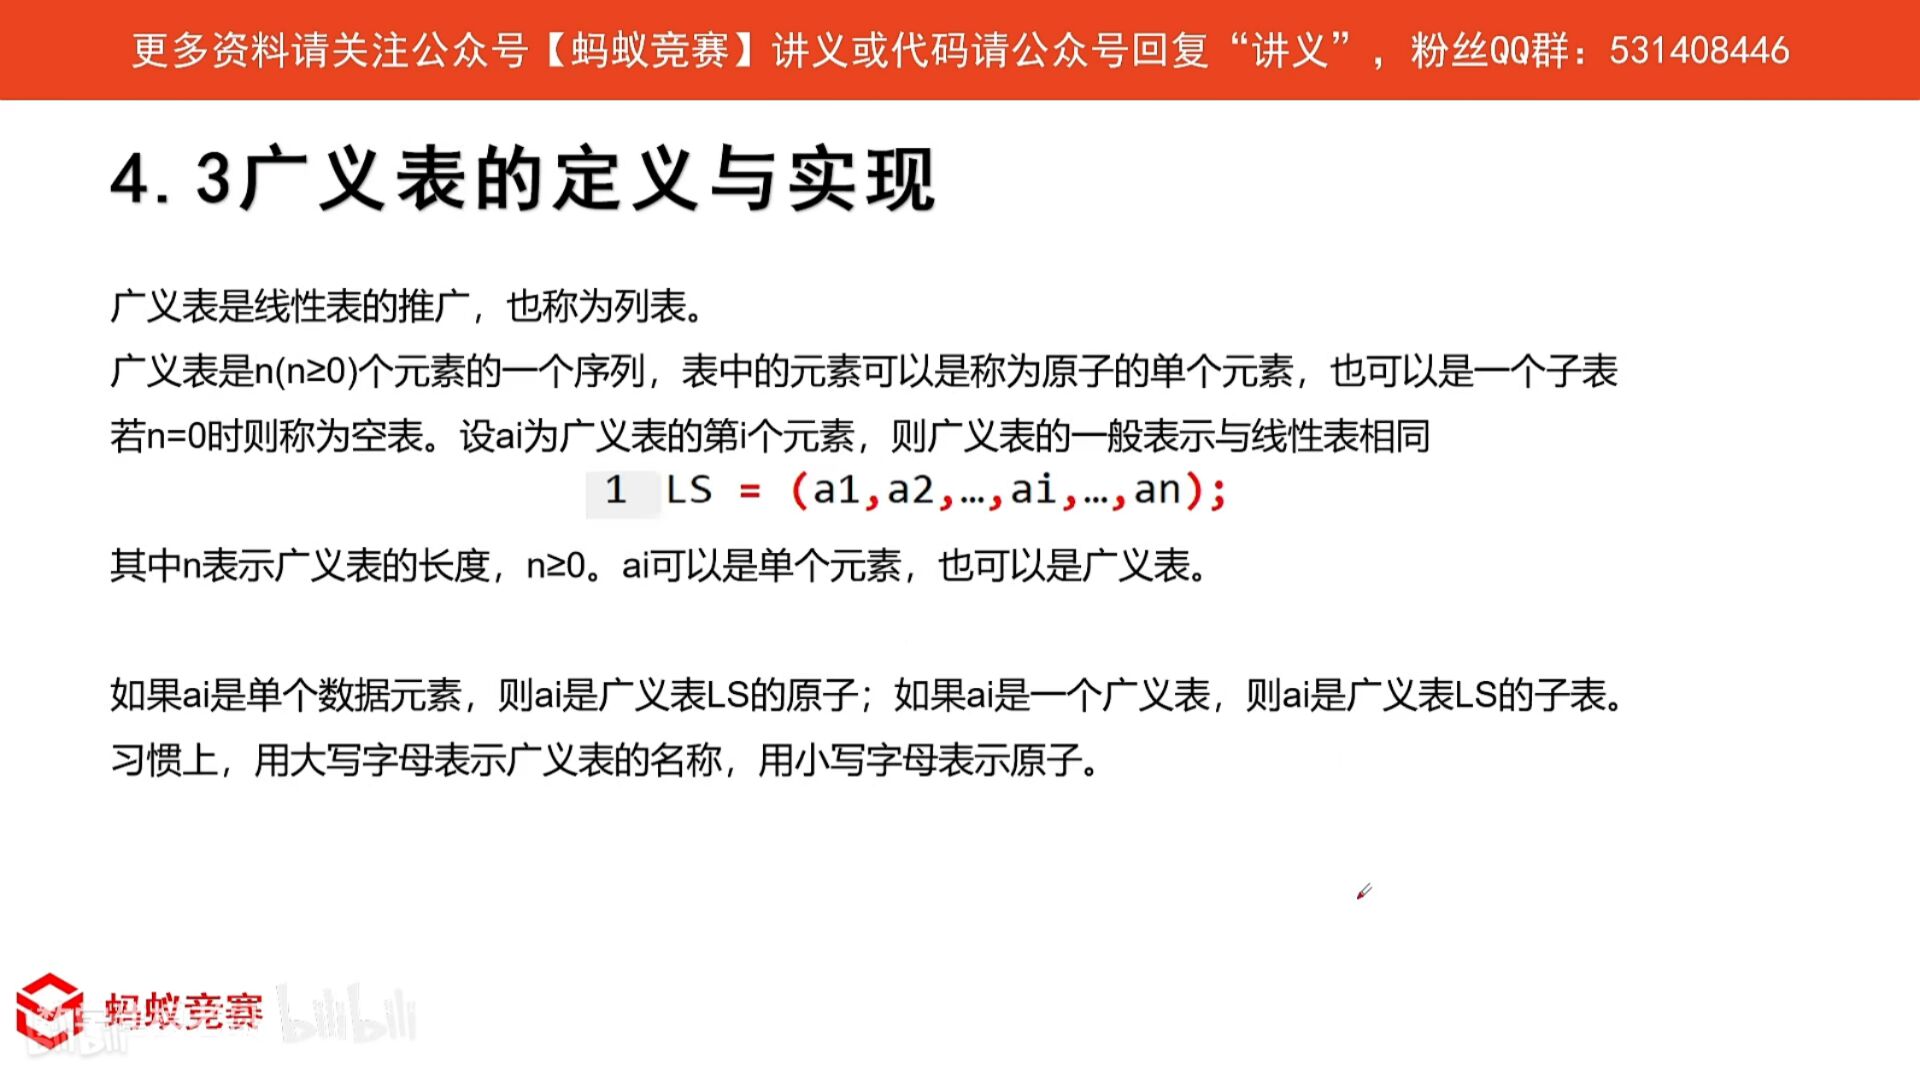 更多资料请关注公众号【蚂蚁竞赛】讲义或代码请公众号回复“讲义”，粉丝QQ群：531408446
4.3广义表的定义与实现
广义表是线性表的推广，也称为列表。
广义表是n(n≥0)个元素的一个序列，表中的元素可以是称为原子的单个元素，也可以是一个子表
若n=0时则称为空表。设ai为广义表的第i个元素，则广义表的一般表示与线性表相同
1 LS = (a1,a2,…,ai,…,an);
其中n表示广义表的长度，n≥0。ai可以是单个元素，也可以是广义表。
如果ai是单个数据元素，则ai是广义表LS的原子；如果ai是一个广义表，则ai是广义表LS的子表。
习惯上，用大写字母表示广义表的名称，用小写字母表示原子。
蚂蚁竞赛
bilibili